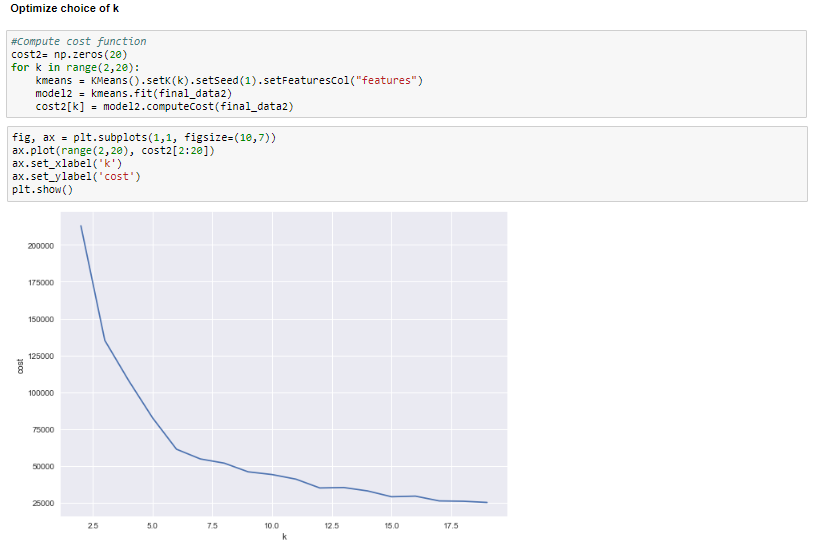 Optimize choice of k
#Compute cost function
cost2= np.zeros(20)
for k in range(2,20):
    kmeans = KMeans().setK(k).setSeed(1).setFeaturesCol("features")
    model2 = kmeans.fit(final_data2)
    cost2[k] = model2.computeCost(final_data2)
fig, ax = plt.subplots(1,1, figsize=(10,7))
ax.plot(range(2,20), cost2[2:20])
ax.set_xlabel('k')
ax.set_ylabel('cost')
plt.show()
200000
175000
150000
125000
cost
100000
75000
50000
25000
2.5 5.0 7.5 10.0 12.5 15.0 17.5
k